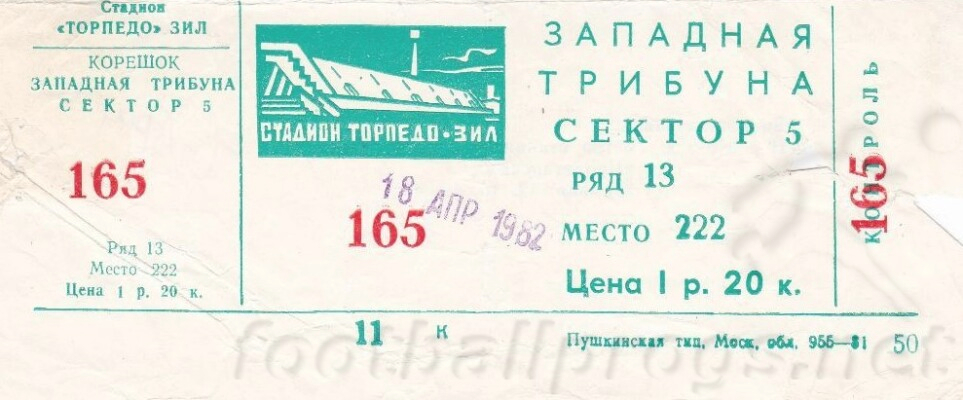 Стадион
«ТОРПЕДО» ЗИЛ
КОРЕШОК
ЗАПАДНАЯ ТРИБУНА
СЕКТОР 5
165
Ряд 13
Место 222
Цена 1 р. 20 к.
СТАДИОН ТОРПЕДО·ЗИЛ
18 АПР 1982
165
ЗАПАДНАЯ
ТРИБУНА
СЕКТОР 5
РЯД 13
МЕСТО 222
Цена 1 р. 20 к.
КОНТРОЛЬ
165
11 К
Пушкинская тип, Моск, обл. 955—81 50
footballprogs.net